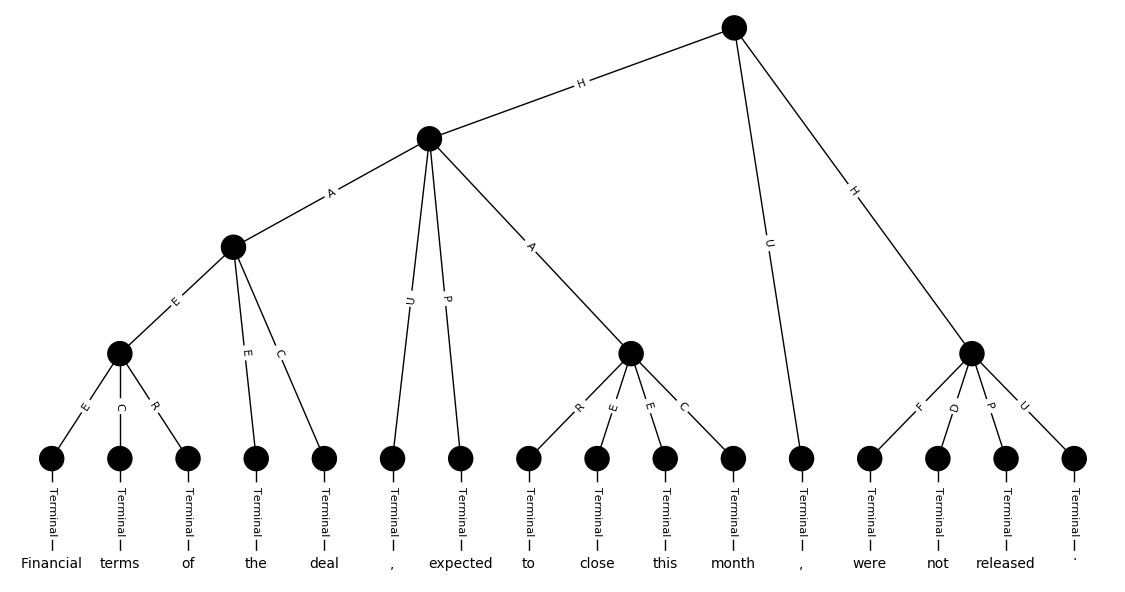 H
H
A
U
A
E
U
P
E
C
E
C
R
R
E
E
C
F
D
P
U
Terminal Terminal Terminal Terminal Terminal Terminal Terminal Terminal Terminal Terminal Terminal Terminal Terminal Terminal Terminal Terminal
Financial terms of the deal , expected to close this month , were not released .